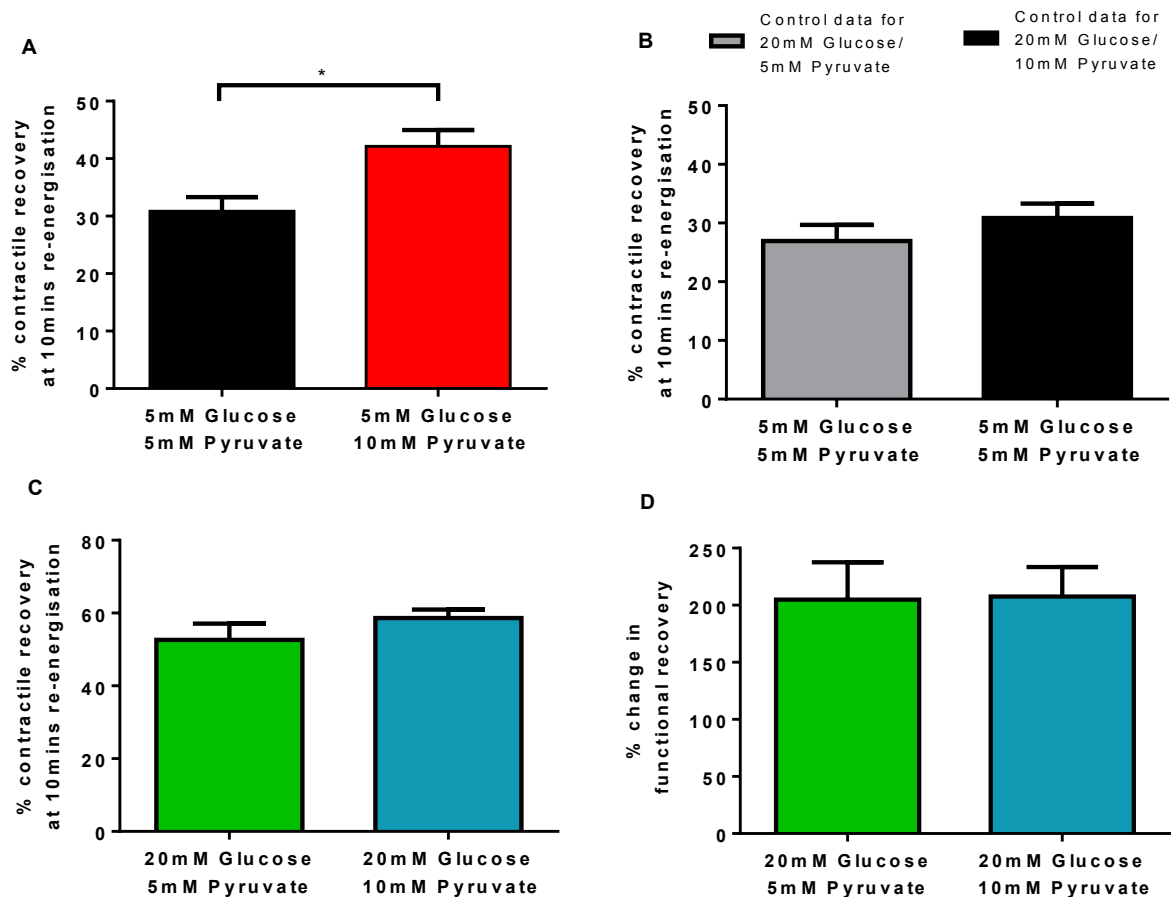 A
*
% contractile recovery
at 10mins re-energisation
50
40
30
20
10
0
5mM Glucose
5mM Pyruvate
5mM Glucose
10mM Pyruvate
B
Control data for
20mM Glucose/
5mM Pyruvate
Control data for
20mM Glucose/
10mM Pyruvate
% contractile recovery
at 10mins re-energisation
50
40
30
20
10
0
5mM Glucose
5mM Pyruvate
5mM Glucose
5mM Pyruvate
C
% contractile recovery
at 10mins re-energisation
80
60
40
20
0
20mM Glucose
5mM Pyruvate
20mM Glucose
10mM Pyruvate
D
% change in
functional recovery
250
200
150
100
50
0
20mM Glucose
5mM Pyruvate
20mM Glucose
10mM Pyruvate